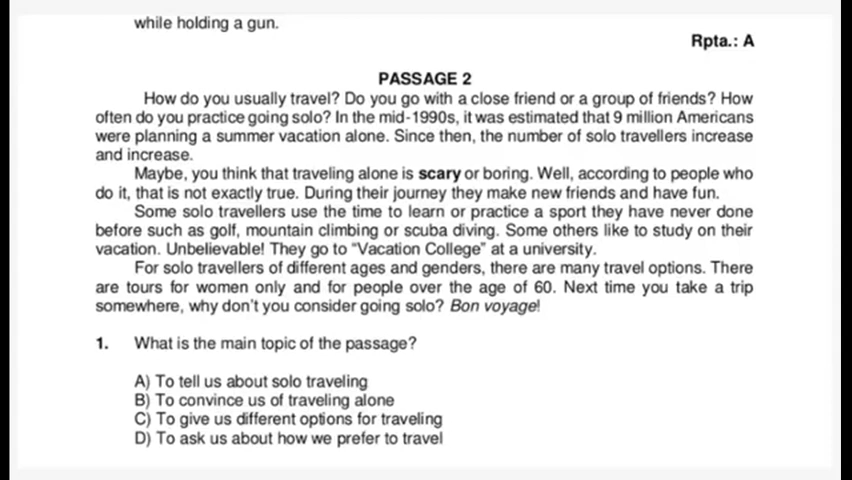 while holding a gun.
Rpta.: A
PASSAGE 2
How do you usually travel? Do you go with a close friend or a group of friends? How
often do you practice going solo? In the mid-1990s, it was estimated that 9 million Americans
were planning a summer vacation alone. Since then, the number of solo travellers increase
and increase.
Maybe, you think that traveling alone is scary or boring. Well, according to people who
do it, that is not exactly true. During their journey they make new friends and have fun.
Some solo travellers use the time to learn or practice a sport they have never done
before such as golf, mountain climbing or scuba diving. Some others like to study on their
vacation. Unbelievable! They go to “Vacation College” at a university.
For solo travellers of different ages and genders, there are many travel options. There
are tours for women only and for people over the age of 60. Next time you take a trip
somewhere, why don’t you consider going solo? Bon voyage!
1. What is the main topic of the passage?
A) To tell us about solo traveling
B) To convince us of traveling alone
C) To give us different options for traveling
D) To ask us about how we prefer to travel